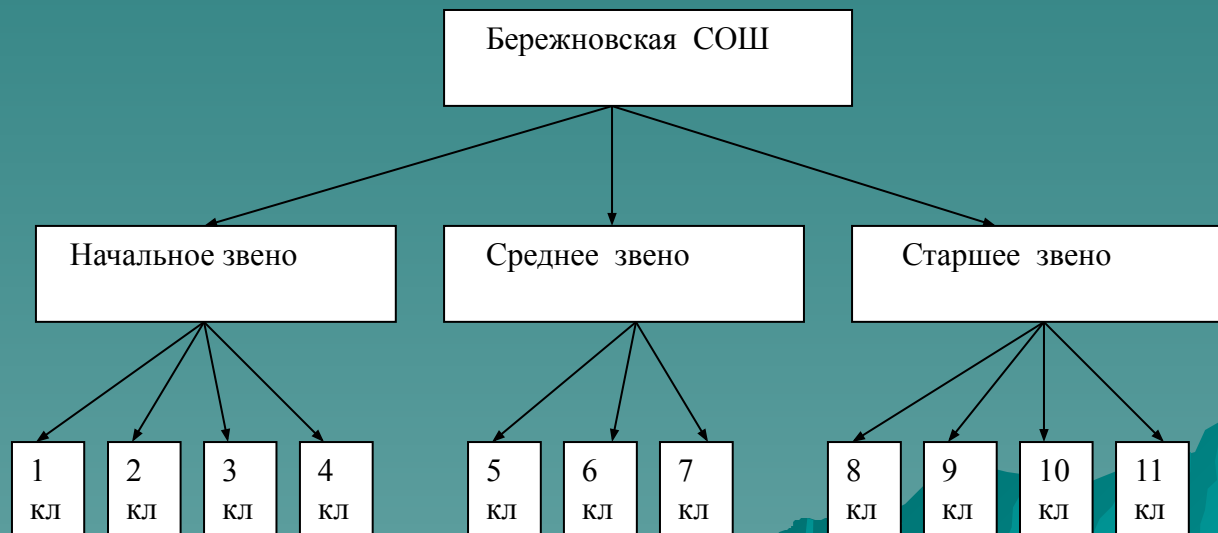 Бережновская СОШ
Начальное звено
Среднее звено
Старшее звено
1 кл
2 кл
3 кл
4 кл
5 кл
6 кл
7 кл
8 кл
9 кл
10 кл
11 кл